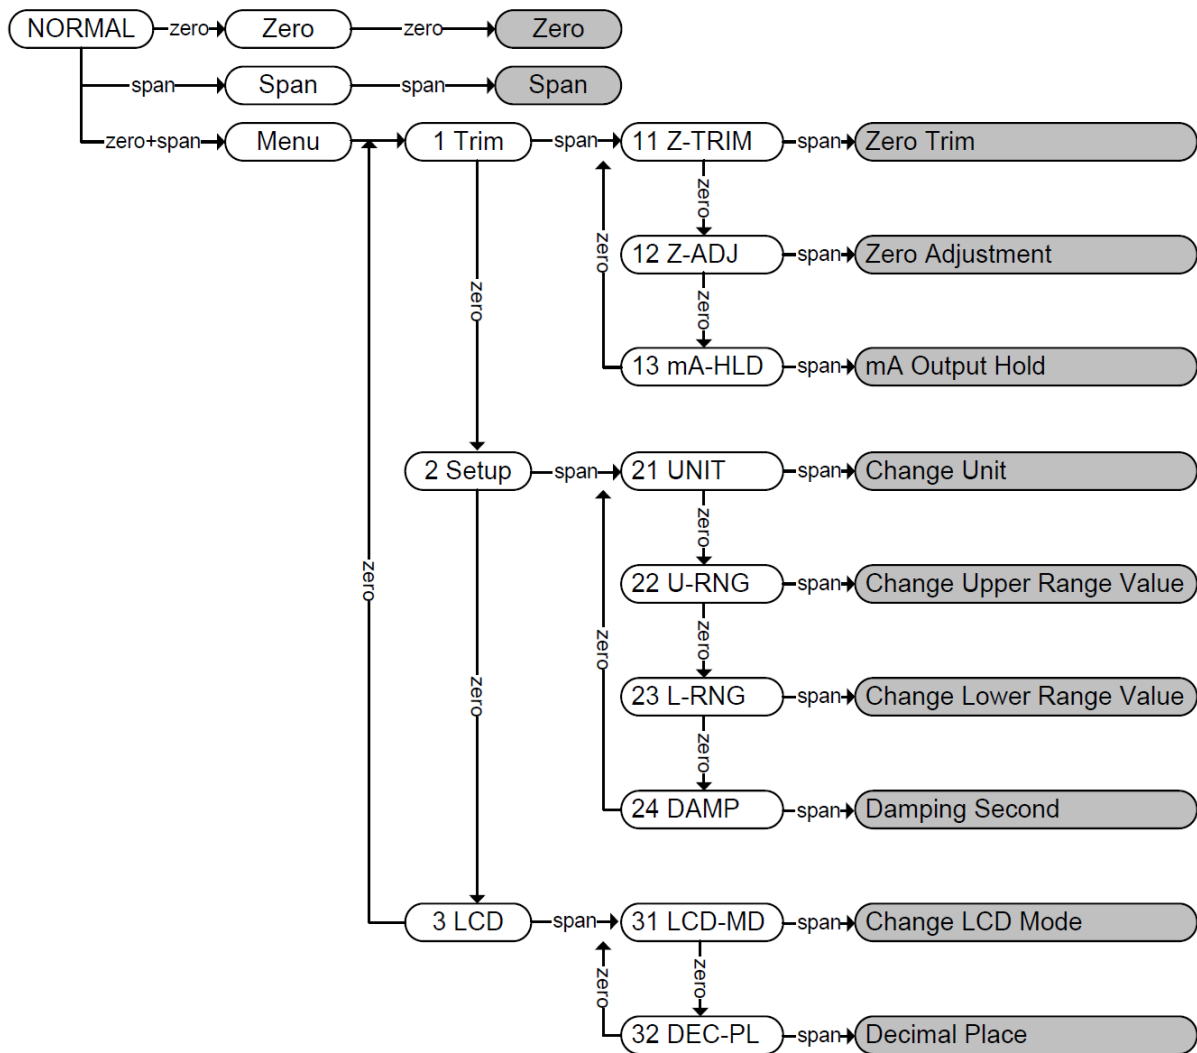 NORMAL zero Zero zero Zero
span Span span Span
zero+span Menu 1 Trim span 11 Z-TRIM span Zero Trim
zero
zero 12 Z-ADJ span Zero Adjustment
zero
zero
13 mA-HLD span mA Output Hold
2 Setup span 21 UNIT span Change Unit
zero
zero
22 U-RNG span Change Upper Range Value
zero
zero
zero
23 L-RNG span Change Lower Range Value
zero
24 DAMP span Damping Second
3 LCD span 31 LCD-MD span Change LCD Mode
zero
zero
32 DEC-PL span Decimal Place